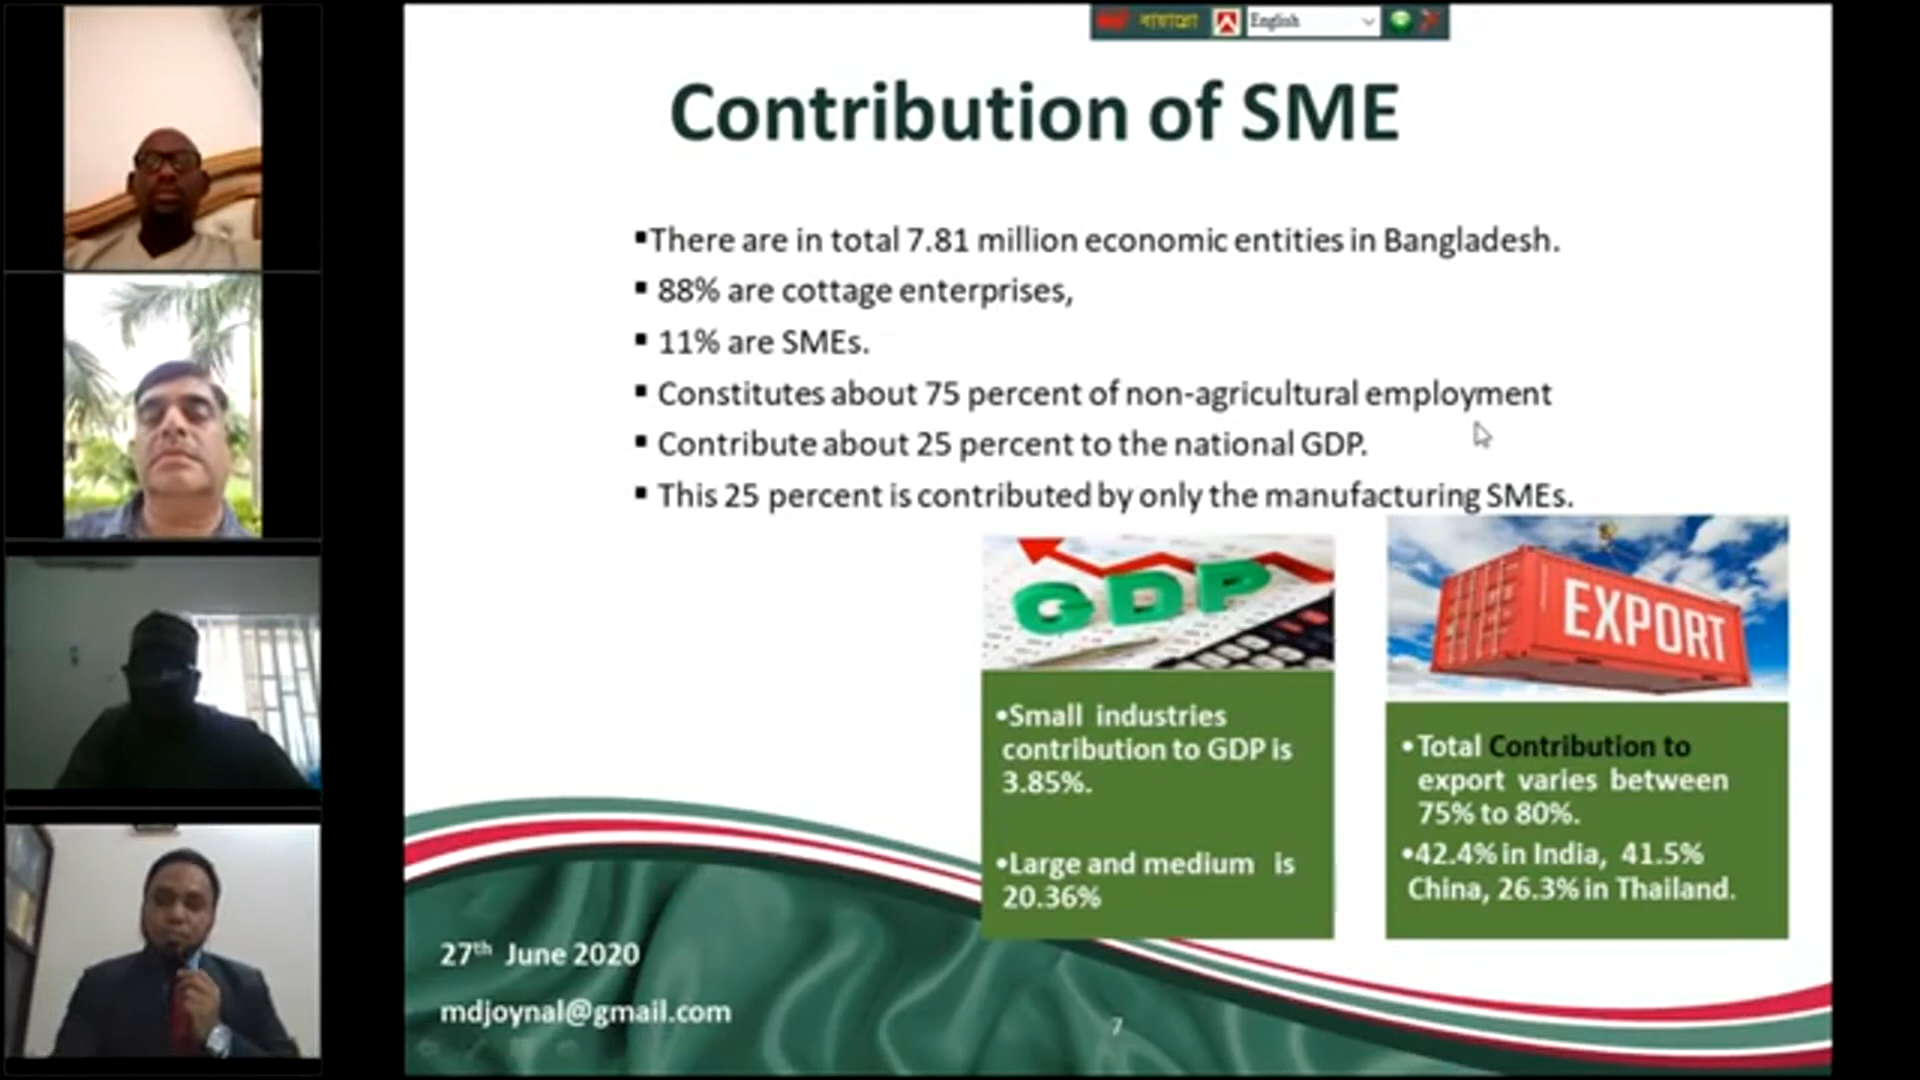 বায়ান্নো
English
Contribution of SME
▪There are in total 7.81 million economic entities in Bangladesh.
▪ 88% are cottage enterprises,
▪ 11% are SMEs.
▪ Constitutes about 75 percent of non-agricultural employment
▪ Contribute about 25 percent to the national GDP.
▪ This 25 percent is contributed by only the manufacturing SMEs.
GDP
EXPORT
•Small industries
contribution to GDP is
3.85%.
•Large and medium is
20.36%
•Total Contribution to
export varies between
75% to 80%.
•42.4% in India, 41.5%
China, 26.3% in Thailand.
27th June 2020
mdjoynal@gmail.com
7